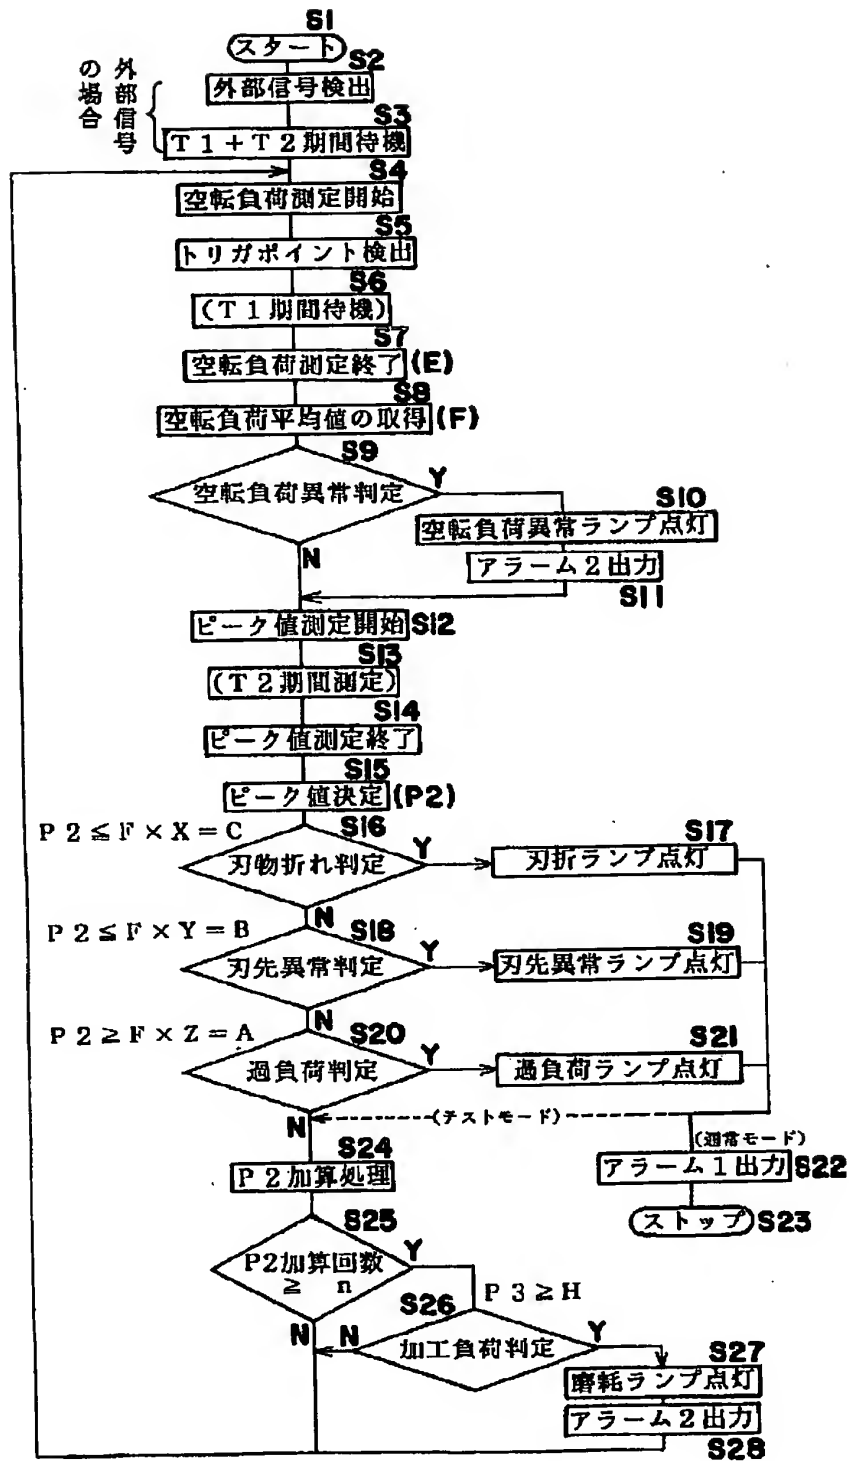 S1
スタート
S2
外部信号検出
外部信号
の場合
S3
T1+T2期間待機
S4
空転負荷測定開始
S5
トリガポイント検出
S6
(T1期間待機)
S7
空転負荷測定終了(E)
S8
空転負荷平均値の取得(F)
S9
空転負荷異常判定
Y
N
S10
空転負荷異常ランプ点灯
アラーム2出力
S11
ピーク値測定開始S12
S13
(T2期間測定)
S14
ピーク値測定終了
S15
ピーク値決定(P2)
P2≦F×X=C
S16
刃物折れ判定
Y
S17
刃折ランプ点灯
N
P2≦F×Y=B
S18
刃先異常判定
Y
S19
刃先異常ランプ点灯
N
P2≥F×Z=A
S20
過負荷判定
Y
S21
過負荷ランプ点灯
N
(テストモード)
(通常モード)
アラーム1出力S22
ストップS23
S24
P2加算処理
S25
P2加算回数
≧ n
Y
N
P3≧H
S26
加工負荷判定
N
Y
S27
磨耗ランプ点灯
アラーム2出力
S28